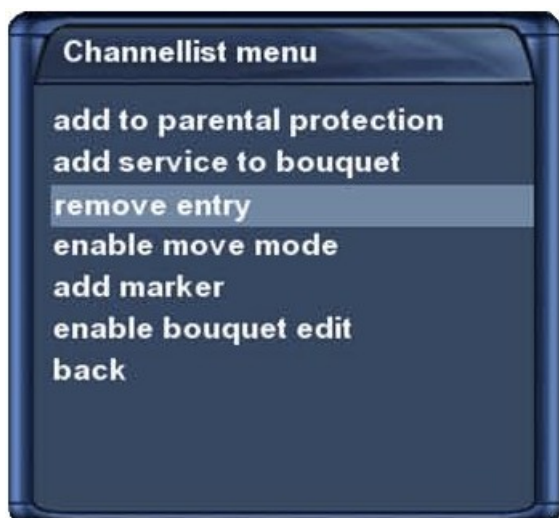 Channellist menu
add to parental protection
add service to bouquet
remove entry
enable move mode
add marker
enable bouquet edit
back